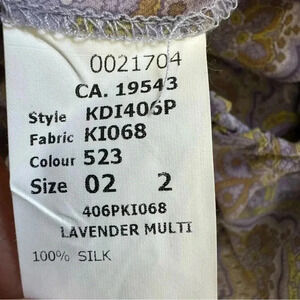 0021704
CA. 19543
Style KDI406P
Fabric KI068
Colour 523
Size 02 2
406PKI068
LAVENDER MULTI
100% SILK